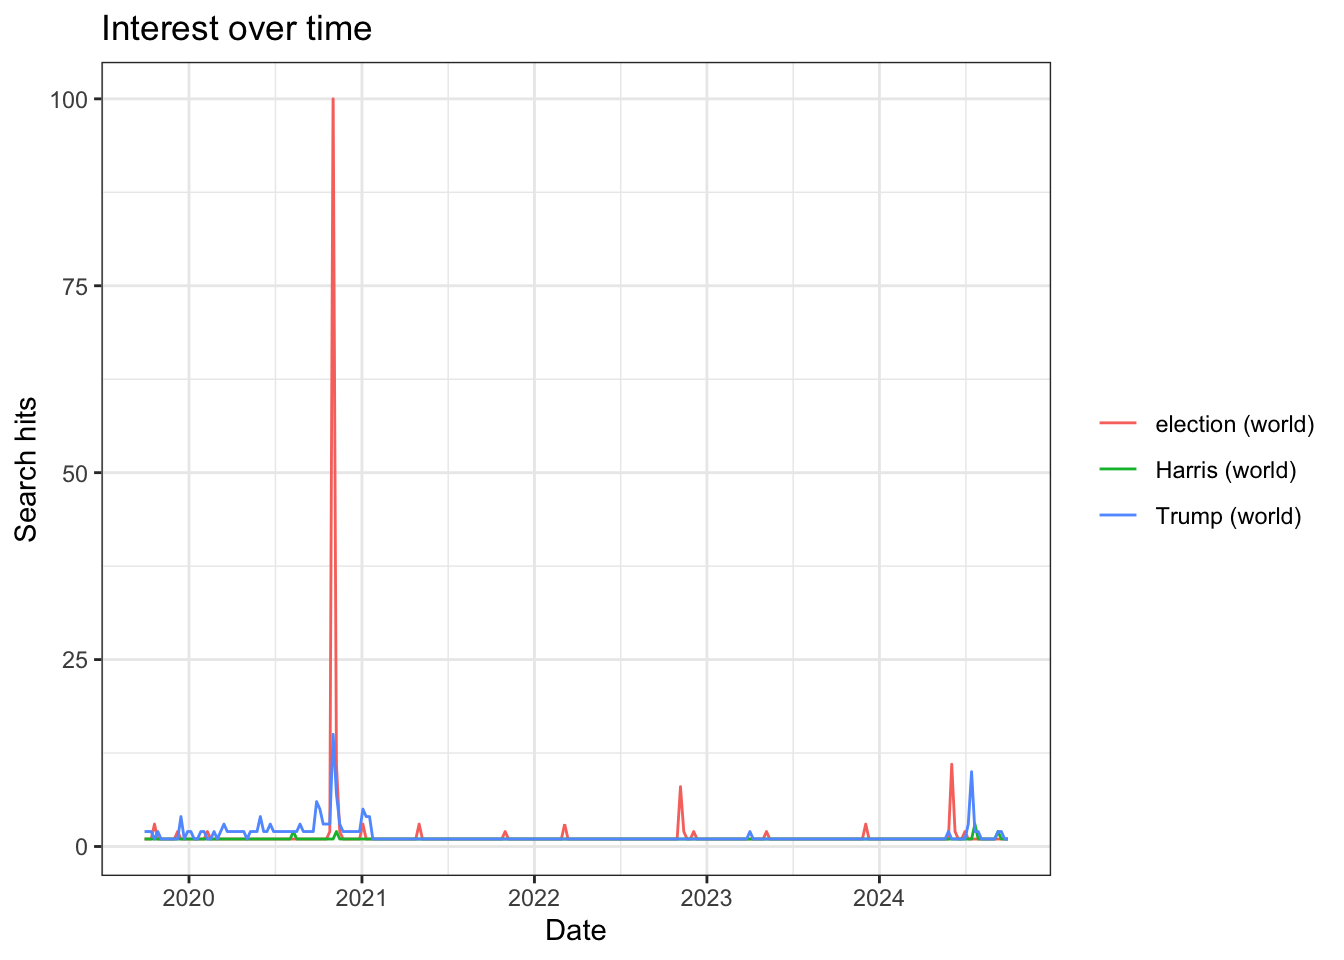 Interest over time
100
75
50
25
0
Search hits
2020 2021 2022 2023 2024
Date
election (world)
Harris (world)
Trump (world)